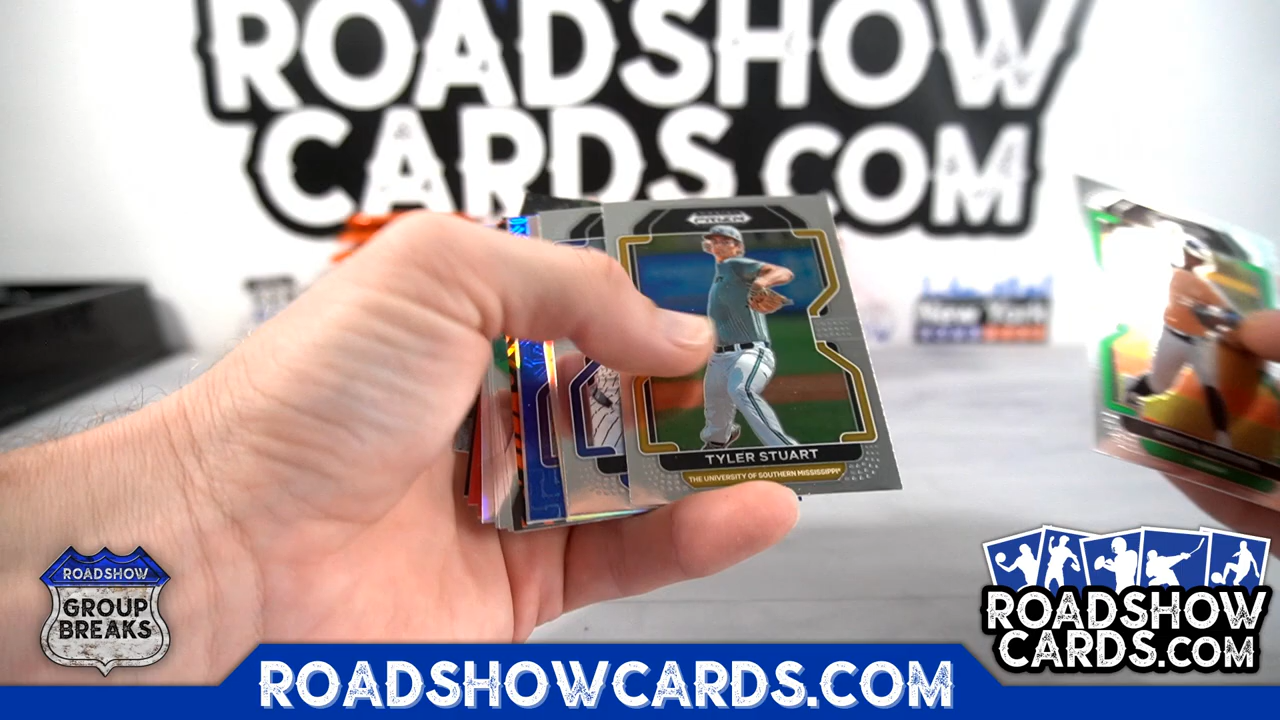 ROADSHOW
CARDS.COM
PRIZM
New York
TYLER STUART
THE UNIVERSITY OF SOUTHERN MISSISSIPPI
ROADSHOW
GROUP
BREAKS
ROADSHOW
CARDS.COM
ROADSHOWCARDS.COM